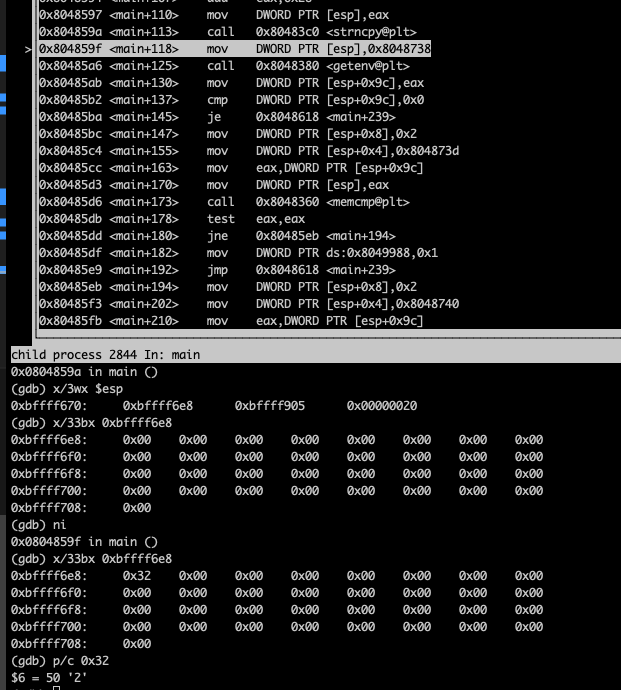 0x8048597 <main+110>    mov    DWORD PTR [esp],eax
0x804859a <main+113>    call   0x80483c0 <strncpy@plt>
>0x804859f <main+118>    mov    DWORD PTR [esp],0x8048738
0x80485a6 <main+125>    call   0x8048380 <getenv@plt>
0x80485ab <main+130>    mov    DWORD PTR [esp+0x9c],eax
0x80485b2 <main+137>    cmp    DWORD PTR [esp+0x9c],0x0
0x80485ba <main+145>    je     0x8048618 <main+239>
0x80485bc <main+147>    mov    DWORD PTR [esp+0x8],0x2
0x80485c4 <main+155>    mov    DWORD PTR [esp+0x4],0x804873d
0x80485cc <main+163>    mov    eax,DWORD PTR [esp+0x9c]
0x80485d3 <main+170>    mov    DWORD PTR [esp],eax
0x80485d6 <main+173>    call   0x8048360 <memcmp@plt>
0x80485db <main+178>    test   eax,eax
0x80485dd <main+180>    jne    0x80485eb <main+194>
0x80485df <main+182>    mov    DWORD PTR ds:0x8049988,0x1
0x80485e9 <main+192>    jmp    0x8048618 <main+239>
0x80485eb <main+194>    mov    DWORD PTR [esp+0x8],0x2
0x80485f3 <main+202>    mov    DWORD PTR [esp+0x4],0x8048740
0x80485fb <main+210>    mov    eax,DWORD PTR [esp+0x9c]
child process 2844 In: main
0x0804859a in main ()
(gdb) x/3wx $esp
0xbffff670:     0xbffff6e8      0xbffff905      0x00000020
(gdb) x/33bx 0xbffff6e8
0xbffff6e8:     0x00    0x00    0x00    0x00    0x00    0x00    0x00    0x00
0xbffff6f0:     0x00    0x00    0x00    0x00    0x00    0x00    0x00    0x00
0xbffff6f8:     0x00    0x00    0x00    0x00    0x00    0x00    0x00    0x00
0xbffff700:     0x00    0x00    0x00    0x00    0x00    0x00    0x00    0x00
0xbffff708:     0x00
(gdb) ni
0x0804859f in main ()
(gdb) x/33bx 0xbffff6e8
0xbffff6e8:     0x32    0x00    0x00    0x00    0x00    0x00    0x00    0x00
0xbffff6f0:     0x00    0x00    0x00    0x00    0x00    0x00    0x00    0x00
0xbffff6f8:     0x00    0x00    0x00    0x00    0x00    0x00    0x00    0x00
0xbffff700:     0x00    0x00    0x00    0x00    0x00    0x00    0x00    0x00
0xbffff708:     0x00
(gdb) p/c 0x32
$6 = 50 '2'